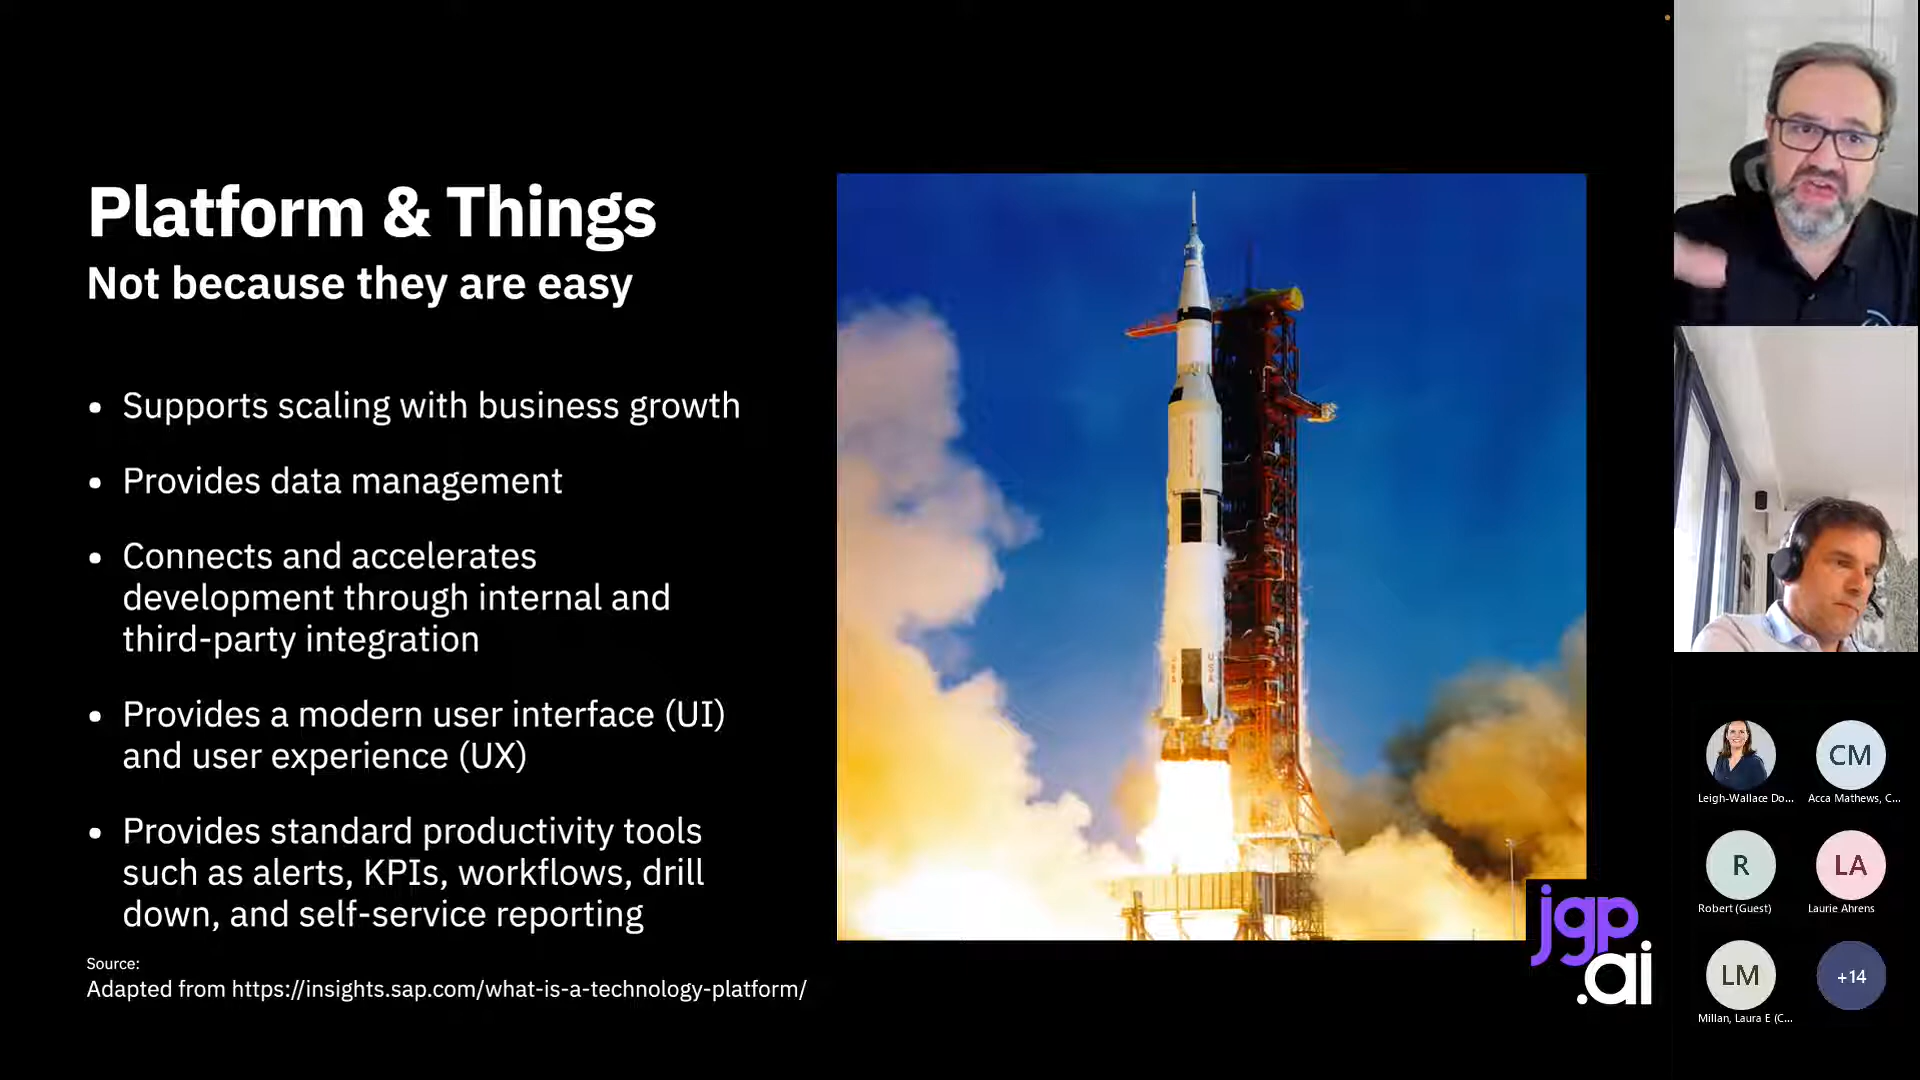 Platform & Things
Not because they are easy
• Supports scaling with business growth
• Provides data management
• Connects and accelerates
development through internal and
third-party integration
• Provides a modern user interface (UI)
and user experience (UX)
• Provides standard productivity tools
such as alerts, KPIs, workflows, drill
down, and self-service reporting
Source:
Adapted from https://insights.sap.com/what-is-a-technology-platform/
jgp
.ai
Leigh-Wallace Do...
CM
Acca Mathews, C...
R
Robert (Guest)
LA
Laurie Ahrens
LM
Millan, Laura E (C...
+14